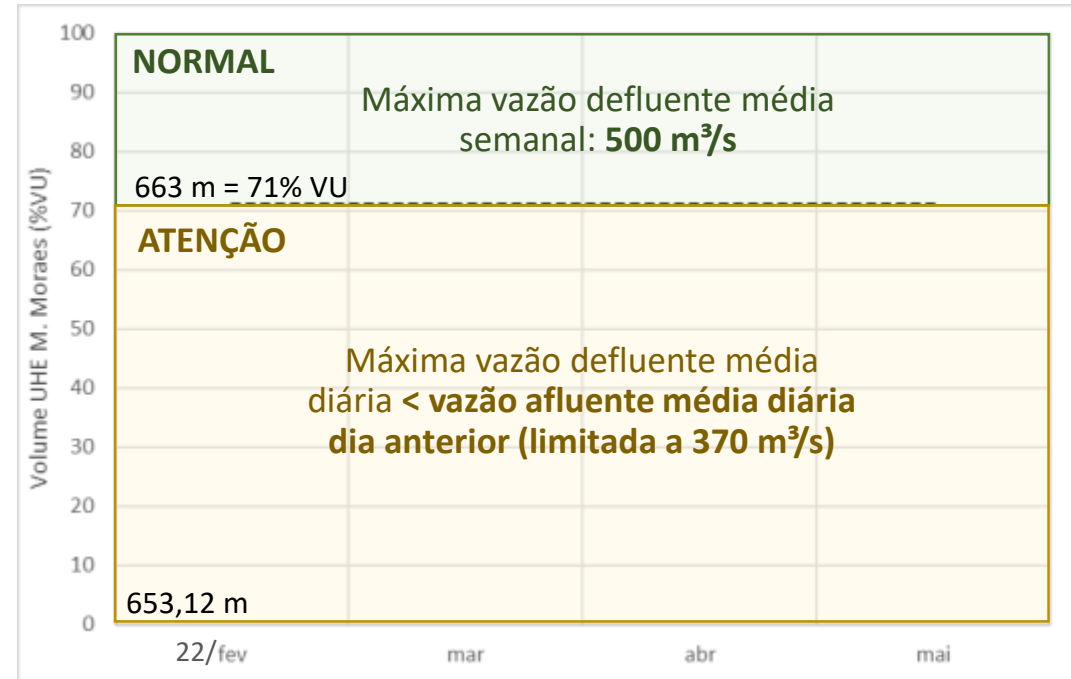 100
90
80
70
60
50
40
30
20
10
0
Volume UHE M. Moraes (%VU)
NORMAL
Máxima vazão defluente média
semanal: 500 m³/s
663 m = 71% VU
ATENÇÃO
Máxima vazão defluente média
diária < vazão afluente média diária
dia anterior (limitada a 370 m³/s)
653,12 m
22/fev
mar
abr
mai